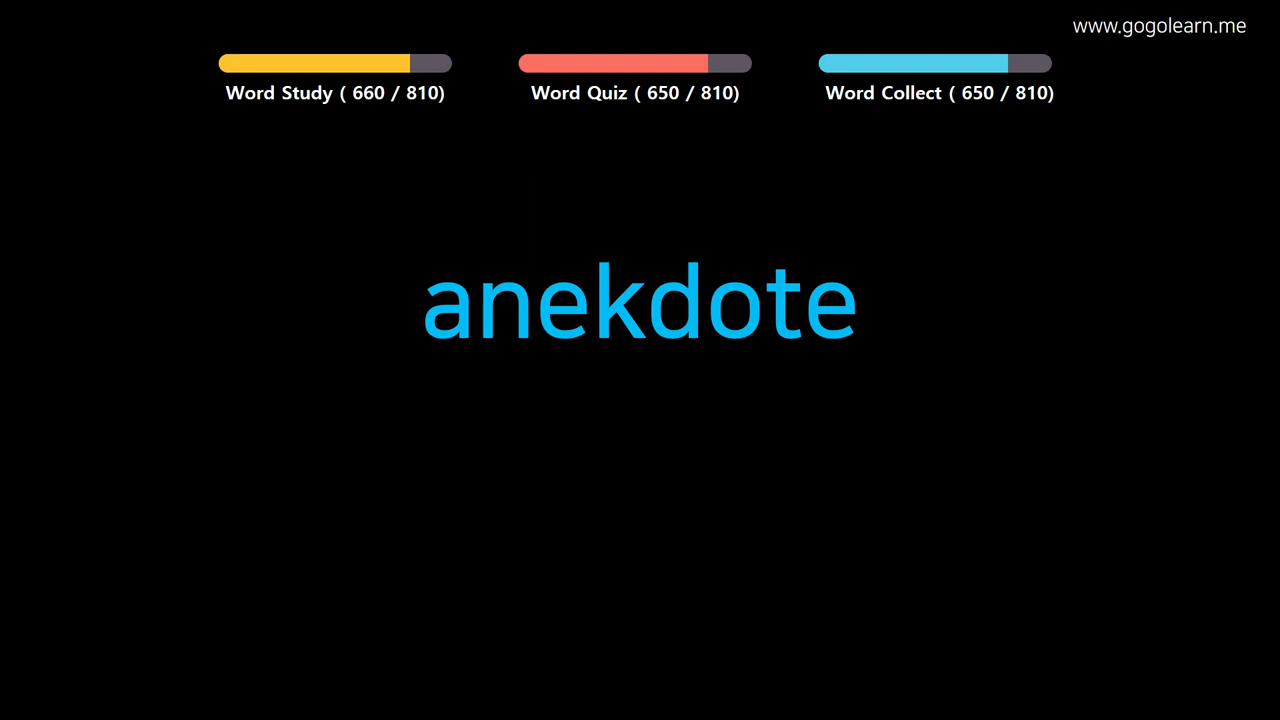 www.gogolearn.me
Word Study ( 660 / 810)
Word Quiz ( 650 / 810)
Word Collect ( 650 / 810)
anekdote